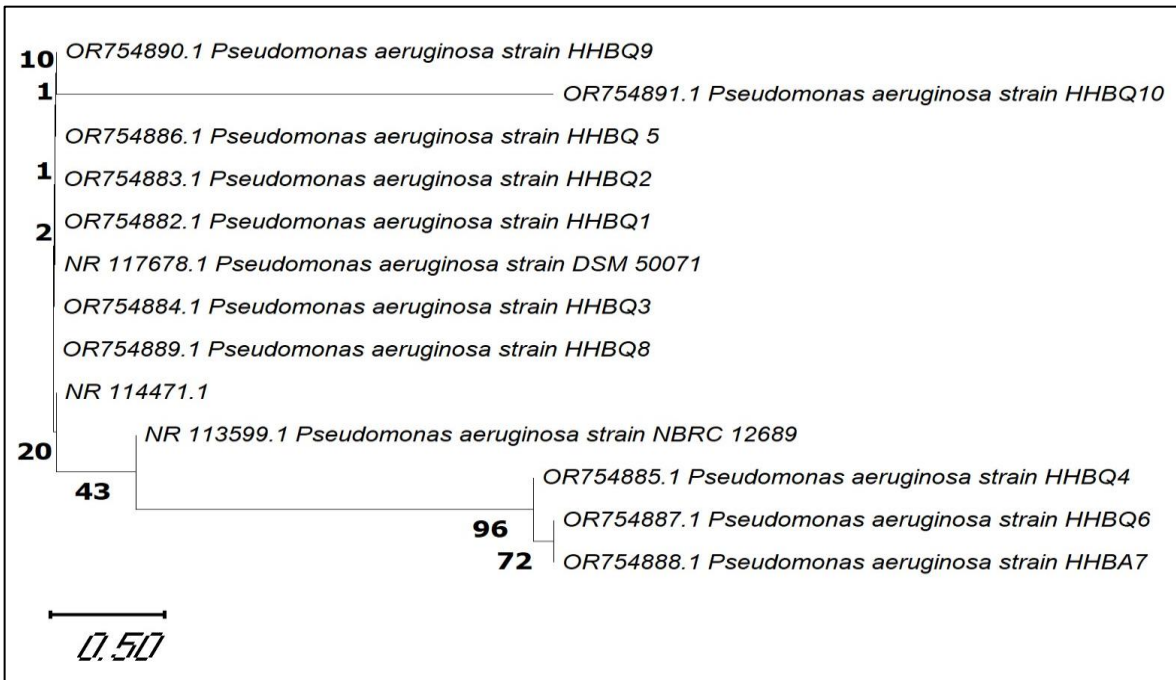 10
OR754890.1 Pseudomonas aeruginosa strain HHBQ9
1
OR754891.1 Pseudomonas aeruginosa strain HHBQ10
OR754886.1 Pseudomonas aeruginosa strain HHBQ 5
1
OR754883.1 Pseudomonas aeruginosa strain HHBQ2
OR754882.1 Pseudomonas aeruginosa strain HHBQ1
2
NR 117678.1 Pseudomonas aeruginosa strain DSM 50071
OR754884.1 Pseudomonas aeruginosa strain HHBQ3
OR754889.1 Pseudomonas aeruginosa strain HHBQ8
NR 114471.1
NR 113599.1 Pseudomonas aeruginosa strain NBRC 12689
20
OR754885.1 Pseudomonas aeruginosa strain HHBQ4
43
OR754887.1 Pseudomonas aeruginosa strain HHBQ6
96
OR754888.1 Pseudomonas aeruginosa strain HHBA7
72
0.50